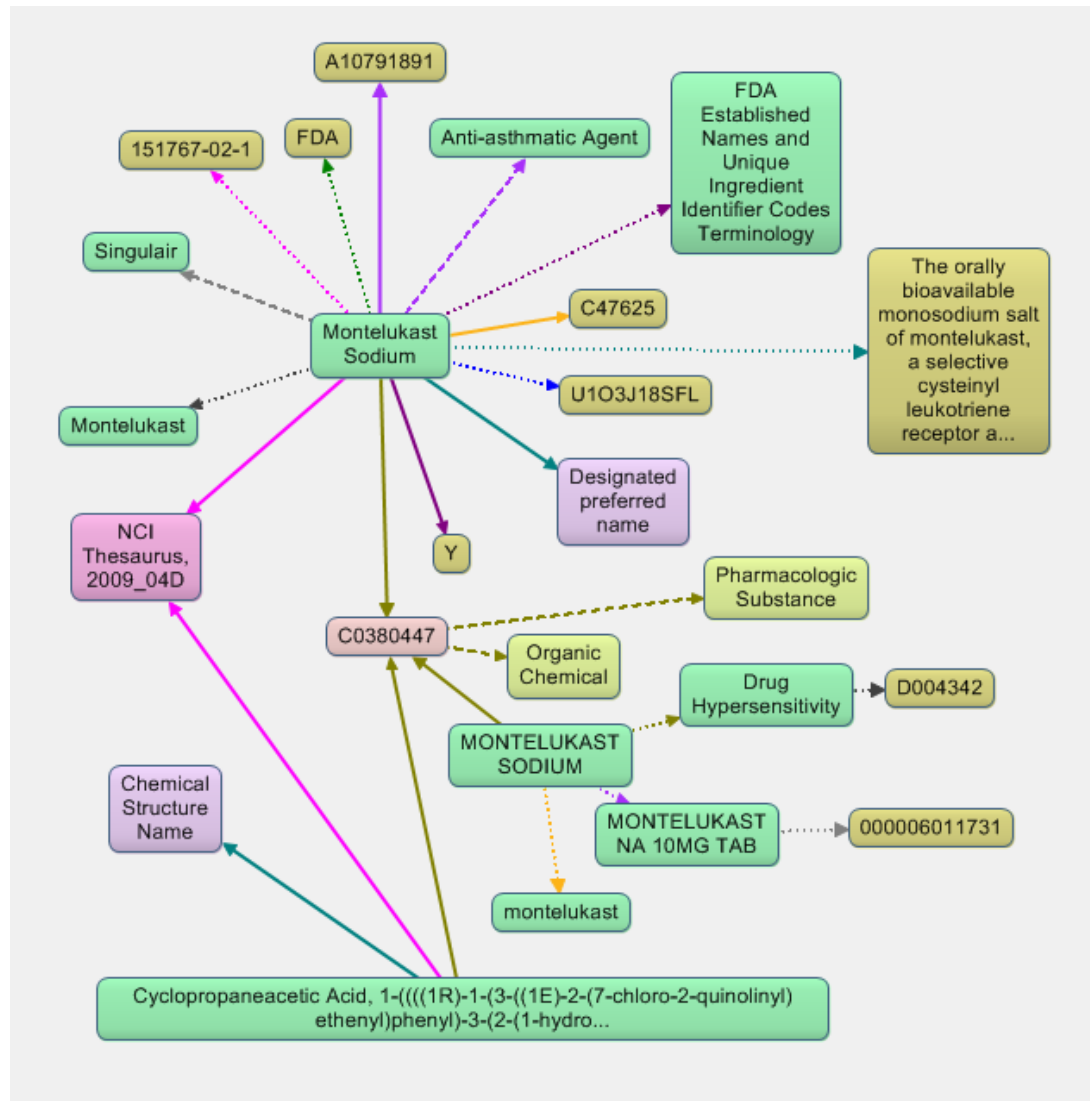 A10791891
FDA
Established
Names and
Unique
Ingredient
Identifier Codes
Terminology
151767-02-1
FDA
Anti-asthmatic Agent
Singulair
The orally
bioavailable
monosodium salt
of montelukast,
a selective
cysteinyl
leukotriene
receptor a...
C47625
Montelukast
Sodium
U1O3J18SFL
Montelukast
Designated
preferred
name
NCI
Thesaurus,
2009_04D
Y
Pharmacologic
Substance
C0380447
Organic
Chemical
Drug
Hypersensitivity
D004342
MONTELUKAST
SODIUM
Chemical
Structure
Name
MONTELUKAST
NA 10MG TAB
000006011731
montelukast
Cyclopropaneacetic Acid, 1-((((1R)-1-(3-((1E)-2-(7-chloro-2-quinolinyl)
ethenyl)phenyl)-3-(2-(1-hydro...